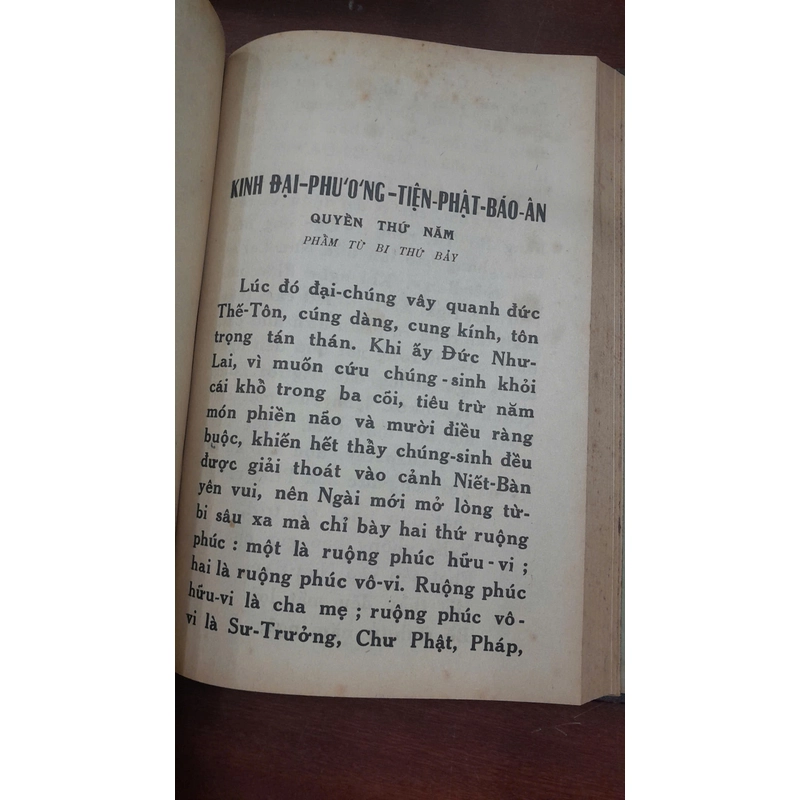 KINH ĐẠI-PHƯƠNG-TIỆN-PHẬT-BÁO-ÂN
QUYỂN THỨ NĂM
PHẨM TỪ BI THỨ BẢY
Lúc đó đại-chúng vây quanh đức
Thế-Tôn, cúng dàng, cung kính, tôn
trọng tán thán. Khi ấy Đức Như-
Lai, vì muốn cứu chúng-sinh khỏi
cái khổ trong ba cõi, tiêu trừ năm
món phiền não và mười điều ràng
buộc, khiến hết thảy chúng-sinh đều
được giải thoát vào cảnh Niết-Bàn
yên vui, nên Ngài mới mở lòng từ-
bi sâu xa mà chỉ bày hai thứ ruộng
phúc : một là ruộng phúc hữu-vi ;
hai là ruộng phúc vô-vi. Ruộng phúc
hữu-vi là cha mẹ ; ruộng phúc vô-
vi là Sư-Trưởng, Chư Phật, Pháp,